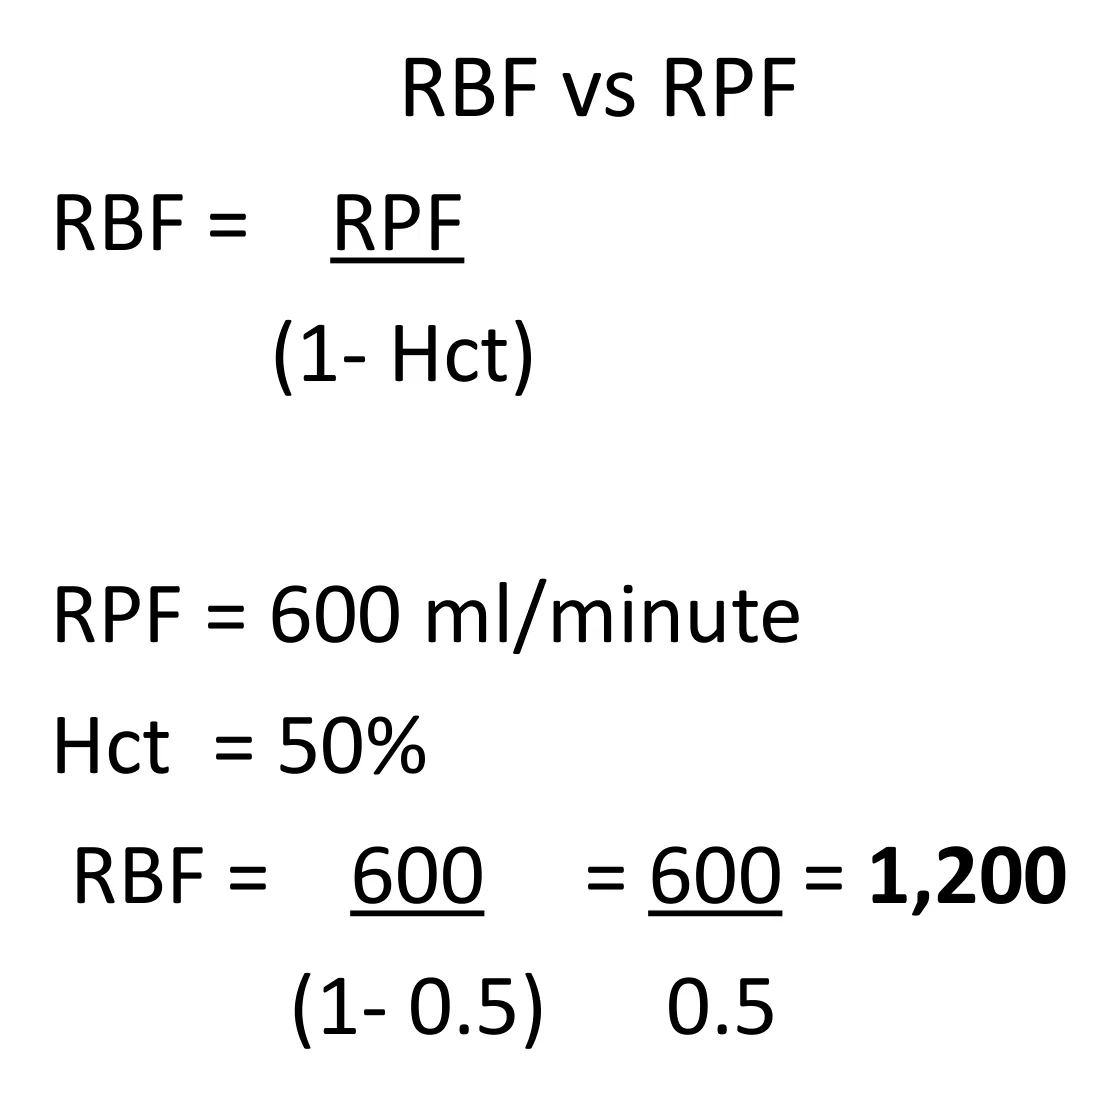 RBF vs RPF
RBF = RPF
(1- Hct)
RPF = 600 ml/minute
Hct = 50%
RBF = 600 = 600 = 1,200
(1- 0.5) 0.5